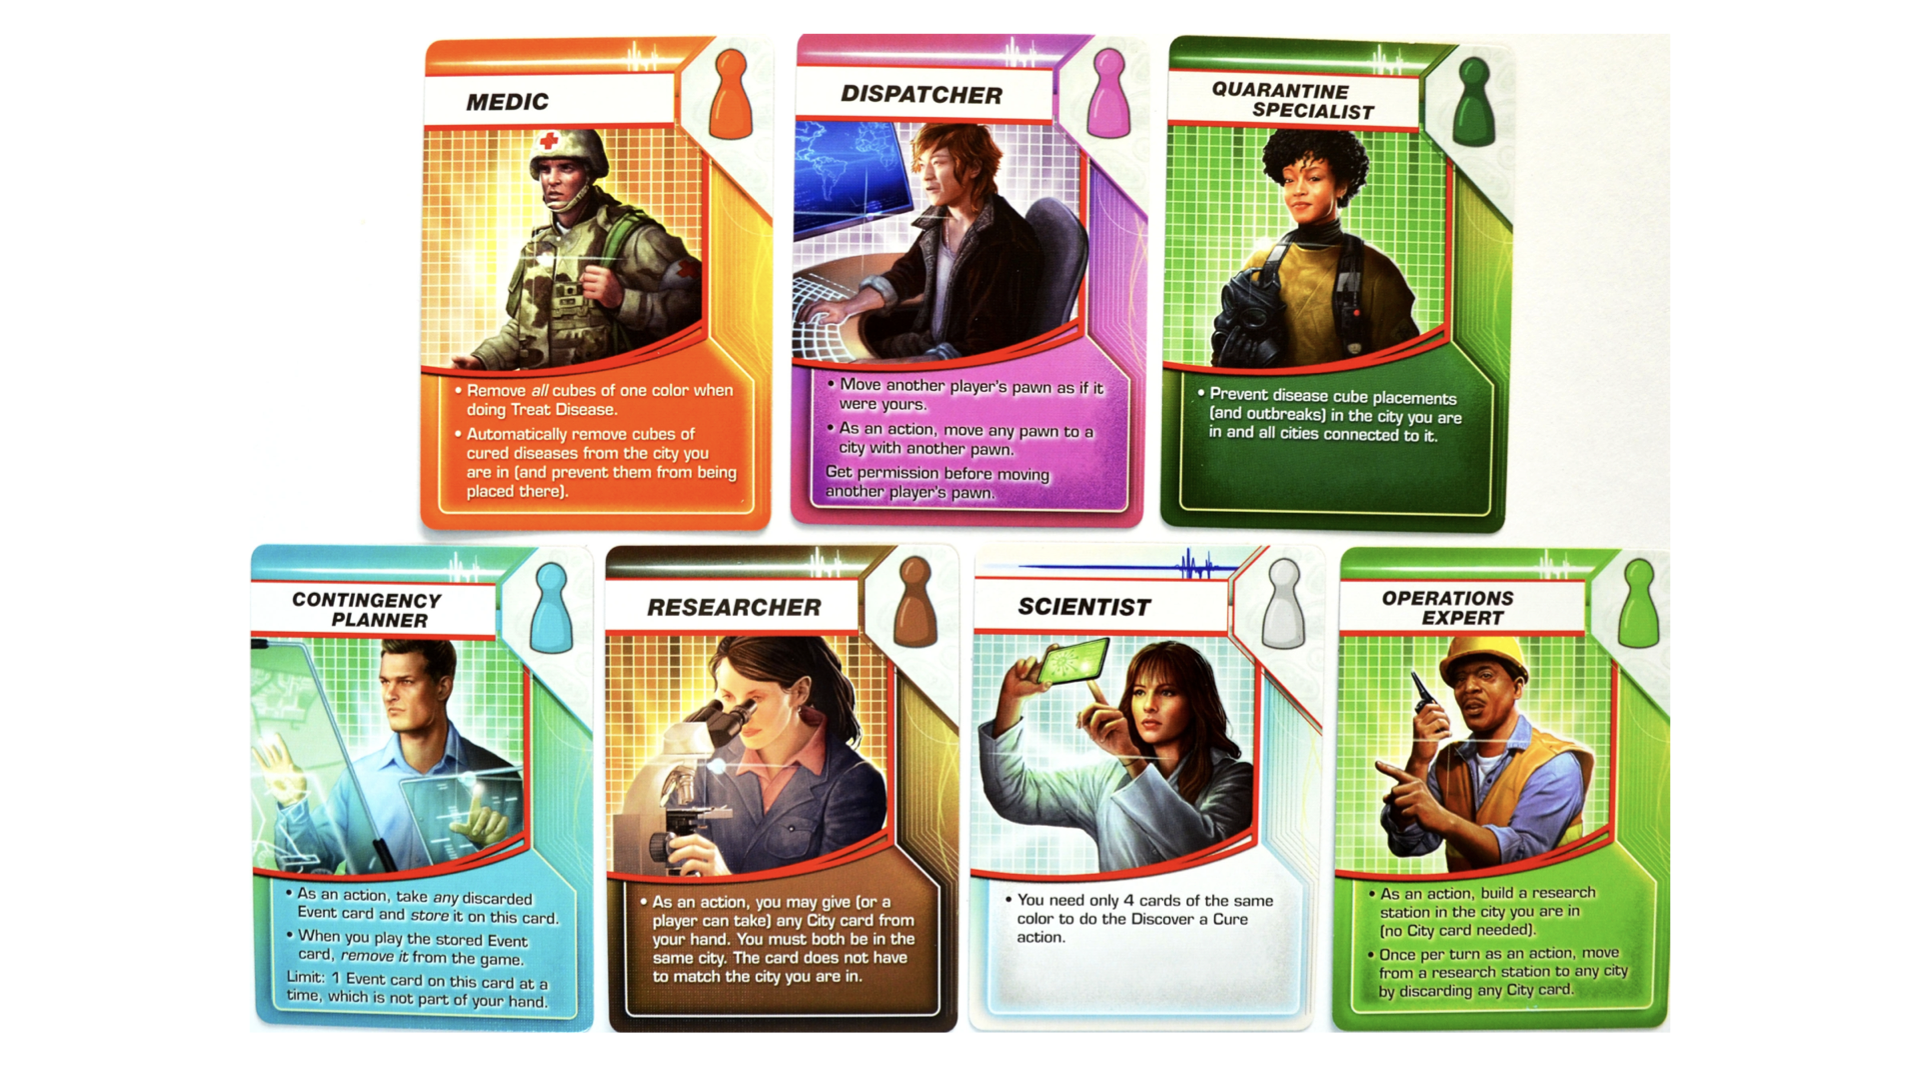 MEDIC
• Remove all cubes of one color when
doing Treat Disease.
• Automatically remove cubes of
cured diseases from the city you
are in (and prevent them from being
placed there).
DISPATCHER
• Move another player's pawn as if it
were yours.
• As an action, move any pawn to a
city with another pawn.
Get permission before moving
another player's pawn.
QUARANTINE
SPECIALIST
• Prevent disease cube placements
(and outbreaks) in the city you are
in and all cities connected to it.
CONTINGENCY
PLANNER
• As an action, take any discarded
Event card and store it on this card.
• When you play the stored Event
card, remove it from the game.
Limit: 1 Event card on this card at a
time, which is not part of your hand.
RESEARCHER
• As an action, you may give (or a
player can take) any City card from
your hand. You must both be in the
same city. The card does not have
to match the city you are in.
SCIENTIST
• You need only 4 cards of the same
color to do the Discover a Cure
action.
OPERATIONS
EXPERT
• As an action, build a research
station in the city you are in
(no City card needed).
• Once per turn as an action, move
from a research station to any city
by discarding any City card.